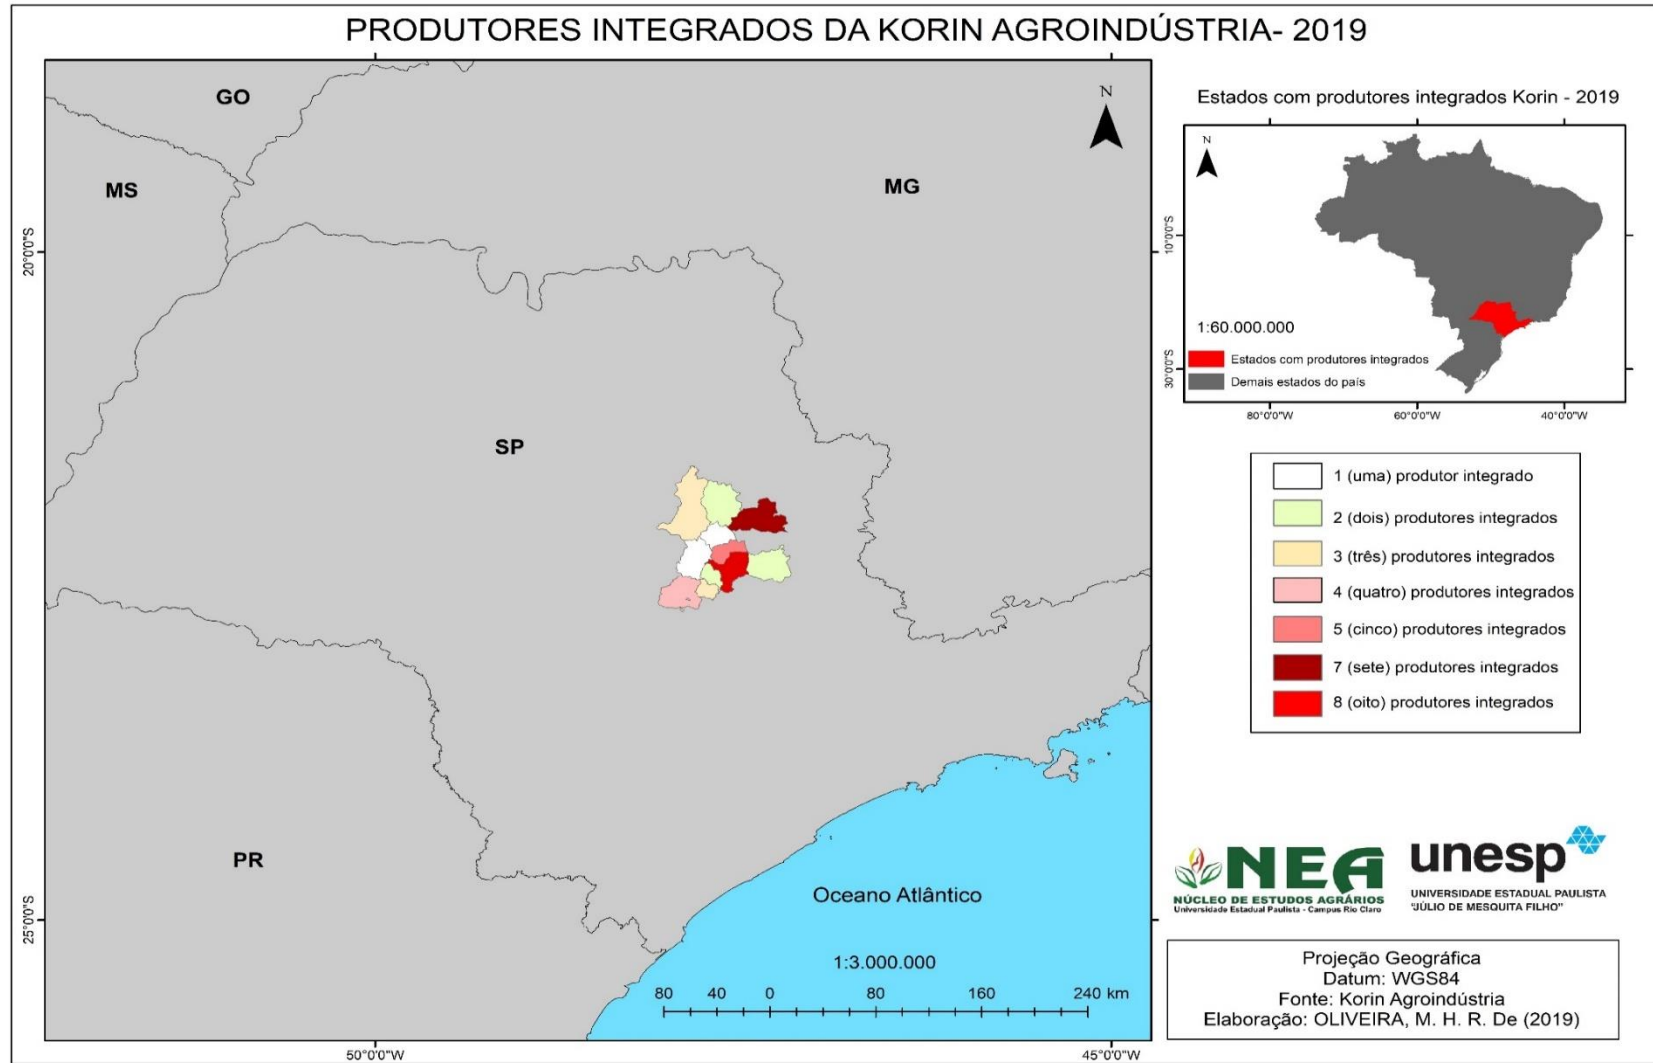 PRODUTORES INTEGRADOS DA KORIN AGROINDÚSTRIA- 2019
GO
MS
MG
SP
PR
N
Oceano Atlântico
1:3.000.000
80 40 0 80 160 240 km
20°0'0"S
25°0'0"S
50°0'0"W
45°0'0"W
Estados com produtores integrados Korin - 2019
N
1:60.000.000
Estados com produtores integrados
Demais estados do país
10°0'0"S
30°0'0"S
80°0'0"W
60°0'0"W
40°0'0"W
1 (uma) produtor integrado
2 (dois) produtores integrados
3 (três) produtores integrados
4 (quatro) produtores integrados
5 (cinco) produtores integrados
7 (sete) produtores integrados
8 (oito) produtores integrados
NEA
NÚCLEO DE ESTUDOS AGRÁRIOS
Universidade Estadual Paulista - Campus Rio Claro
unesp
UNIVERSIDADE ESTADUAL PAULISTA
"JÚLIO DE MESQUITA FILHO"
Projeção Geográfica
Datum: WGS84
Fonte: Korin Agroindústria
Elaboração: OLIVEIRA, M. H. R. De (2019)